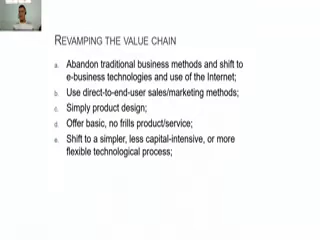 REVAMPING THE VALUE CHAIN
a. Abandon traditional business methods and shift to
e-business technologies and use of the Internet;
b. Use direct-to-end-user sales/marketing methods;
c. Simply product design;
d. Offer basic, no frills product/service;
e. Shift to a simpler, less capital-intensive, or more
flexible technological process;